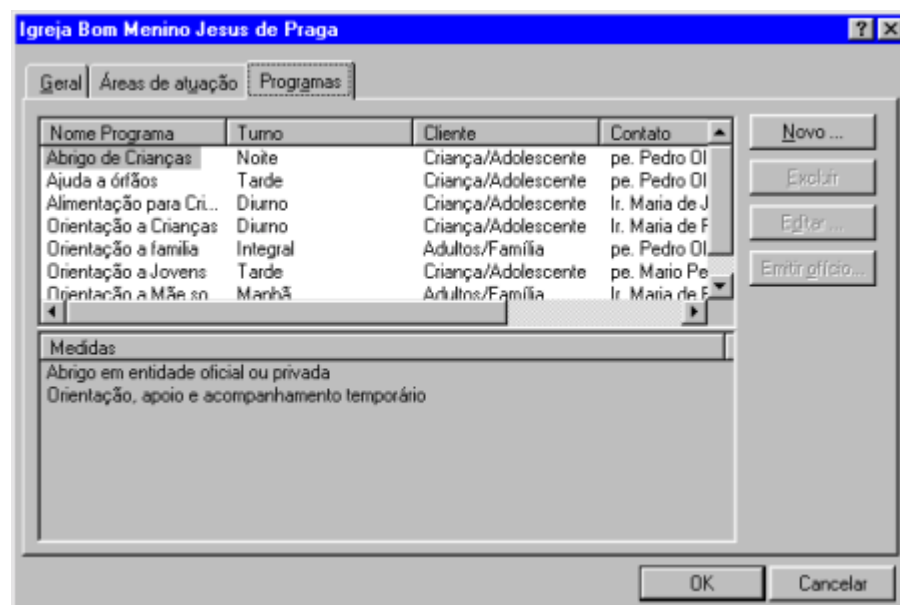 Igreja Bom Menino Jesus de Praga
Geral Áreas de atuação Programas
Nome Programa Turno Cliente Contato
Abrigo de Crianças Noite Criança/Adolescente pe. Pedro Ol
Ajuda a órfãos Tarde Criança/Adolescente pe. Pedro Ol
Alimentação para Cri... Diurno Criança/Adolescente Ir. Maria de J
Orientação a Crianças Diurno Criança/Adolescente Ir. Maria de F
Orientação a familia Integral Adultos/Família pe. Pedro Ol
Orientação a Jovens Tarde Criança/Adolescente pe. Mario Pe
Orientação a Mãe so Manhã Adultos/Família Ir. Maria de F
Medidas
Abrigo em entidade oficial ou privada
Orientação, apoio e acompanhamento temporário
Novo ...
Excluir
Editar ...
Emitir ofício...
OK Cancelar